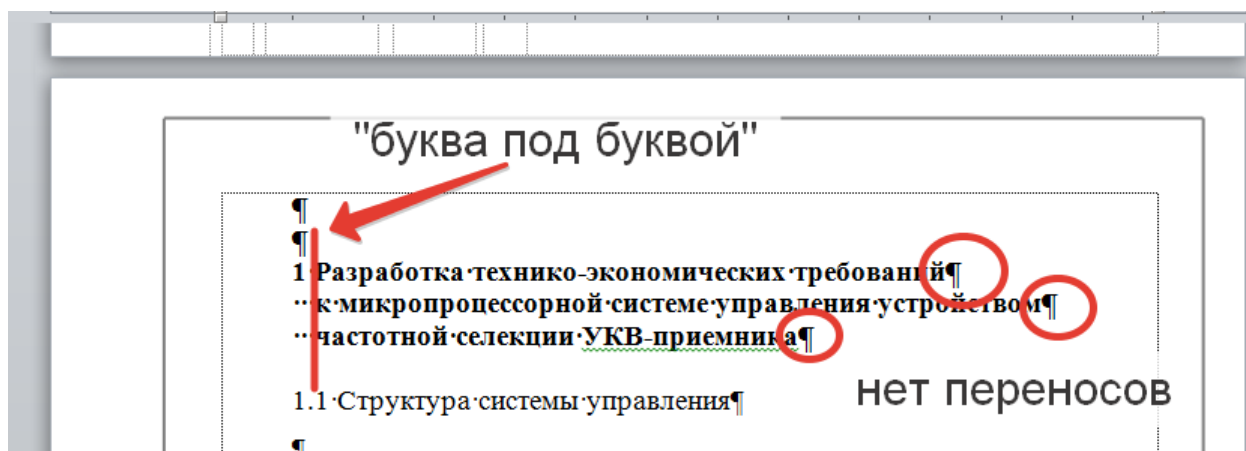 "буква под буквой"
¶
¶
1·Разработка·технико-экономических·требований¶
···к·микропроцессорной·системе·управления·устройством¶
···частотной·селекции·УКВ-приемника¶
1.1·Структура·системы·управления¶
нет переносов
¶